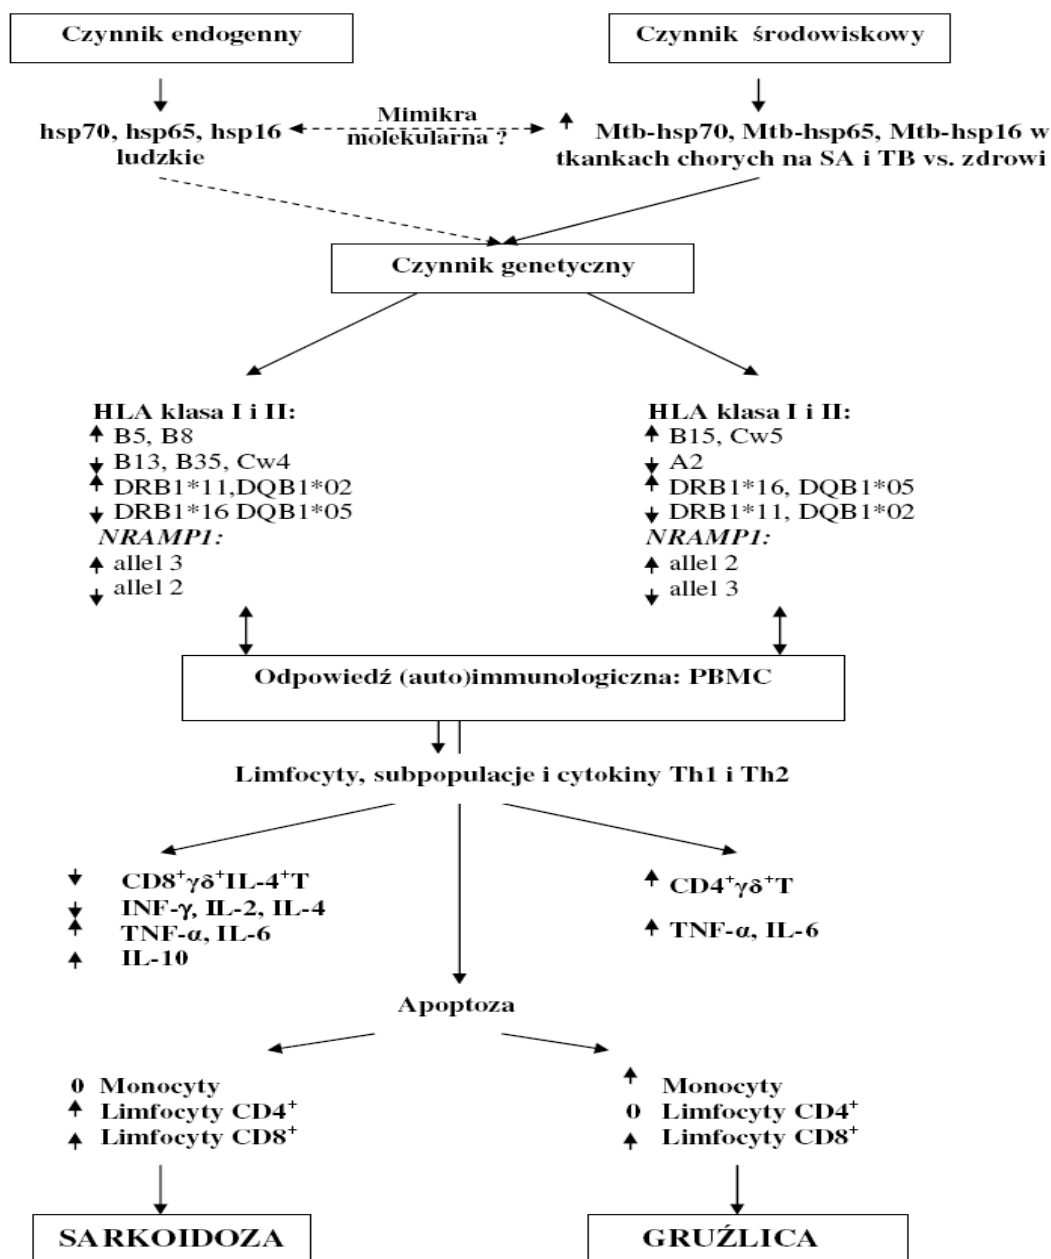 Czynnik endogenny
Czynnik środowiskowy
hsp70, hsp65, hsp16
ludzkie
Mimikra
molekularna ?
↑ Mtb-hsp70, Mtb-hsp65, Mtb-hsp16 w
tkankach chorych na SA i TB vs. zdrowi
Czynnik genetyczny
HLA klasa I i II:
↑ B5, B8
↓ B13, B35, Cw4
↑ DRB1*11,DQB1*02
↓ DRB1*16 DQB1*05
NRAMP1:
↑ allel 3
↓ allel 2
HLA klasa I i II:
↑ B15, Cw5
↓ A2
↑ DRB1*16, DQB1*05
↓ DRB1*11, DQB1*02
NRAMP1:
↑ allel 2
↓ allel 3
Odpowiedź (auto)immunologiczna: PBMC
Limfocyty, subpopulacje i cytokiny Th1 i Th2
↓ CD8⁺γδ⁺IL-4⁺T
↓ INF-γ, IL-2, IL-4
↑ TNF-α, IL-6
↑ IL-10
↑ CD4⁺γδ⁺T
↑ TNF-α, IL-6
Apoptoza
0 Monocyty
↑ Limfocyty CD4⁺
↑ Limfocyty CD8⁺
↑ Monocyty
0 Limfocyty CD4⁺
↑ Limfocyty CD8⁺
SARKOIDOZA
GRUŹLICA